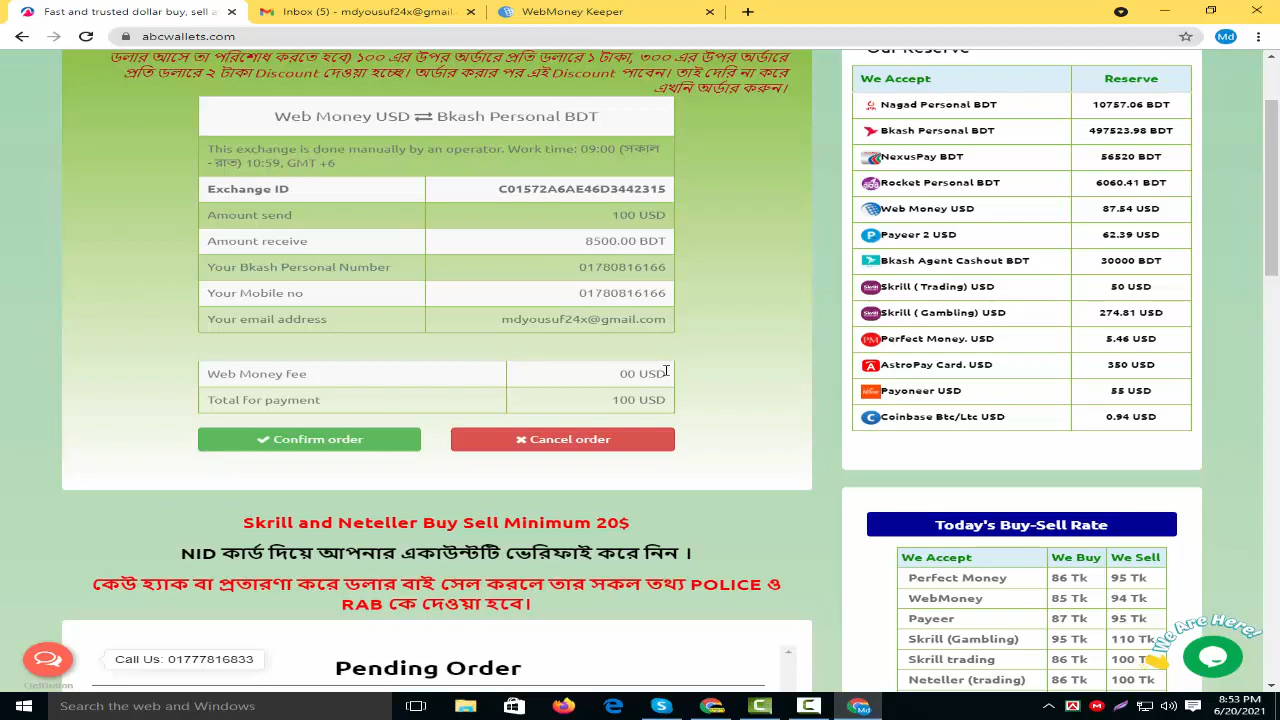 Fast and trusted dollar buy, sell a
Inbox (5) - mdyousuf24x@gmail.
WebMoney Keeper
abcwallets.com
Md
ডলার আসে তা পরিশোধ করতে হবে) ১০০ এর উপর অর্ডারে প্রতি ডলারে ১ টাকা, ৩০০ এর উপর অর্ডারে
প্রতি ডলারে ২ টাকা Discount দেওয়া হচ্ছে। অর্ডার করার পর এই Discount পাবেন। তাই দেরি না করে
এখনি অর্ডার করুন।
Web Money USD ⇄ Bkash Personal BDT
This exchange is done manually by an operator. Work time: 09:00 (সকাল
- রাত) 10:59, GMT +6
Exchange ID C01572A6AE46D3442315
Amount send 100 USD
Amount receive 8500.00 BDT
Your Bkash Personal Number 01780816166
Your Mobile no 01780816166
Your email address mdyousuf24x@gmail.com
Web Money fee 00 USD
Total for payment 100 USD
Confirm order
Cancel order
Skrill and Neteller Buy Sell Minimum 20$
NID কার্ড দিয়ে আপনার একাউন্টটি ভেরিফাই করে নিন ।
কেউ হ্যাক বা প্রতারণা করে ডলার বাই সেল করলে তার সকল তথ্য POLICE ও
RAB কে দেওয়া হবে।
Pending Order
Call Us: 01777816833
Our Reserve
We Accept Reserve
Nagad Personal BDT 10757.06 BDT
Bkash Personal BDT 497523.98 BDT
NexusPay BDT 56520 BDT
Rocket Personal BDT 6060.41 BDT
Web Money USD 87.54 USD
Payeer 2 USD 62.39 USD
Bkash Agent Cashout BDT 30000 BDT
Skrill ( Trading) USD 50 USD
Skrill ( Gambling) USD 274.81 USD
Perfect Money. USD 5.46 USD
AstroPay Card. USD 350 USD
Payoneer USD 55 USD
Coinbase Btc/Ltc USD 0.94 USD
Today's Buy-Sell Rate
We Accept We Buy We Sell
Perfect Money 86 Tk 95 Tk
WebMoney 85 Tk 94 Tk
Payeer 87 Tk 95 Tk
Skrill (Gambling) 95 Tk 110 Tk
Skrill trading 86 Tk 100 T
Neteller (trading) 86 Tk 100 Tk
We Are Here!
Search the web and Windows
8:53 PM
6/20/2021